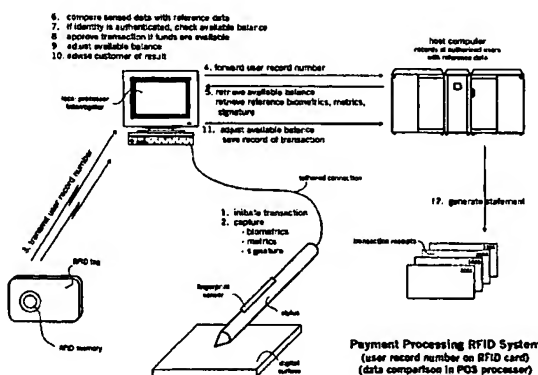 6. compare sensed data with reference data
7. if identity is authenticated, check available balance
8 approve transaction if funds are available
9 adjust available balance
10. advise customer of result
host computer
records of authorized users
with reference data
4. forward user record number
5. retrieve available balance
retrieve reference biometrics, metrics,
signature
11. adjust available balance
save record of transaction
processor
interrogator
3. transmit user record number
tethered connection
1. initiate transaction
2. capture
- biometrics
- metrics
- signature
12. generate statement
transaction receipts
RFID tag
RFID memory
fingerprint
sensor
stylus
digital
surface
Payment Processing RFID System
(user record number on RFID card)
(data comparison in POS processer)